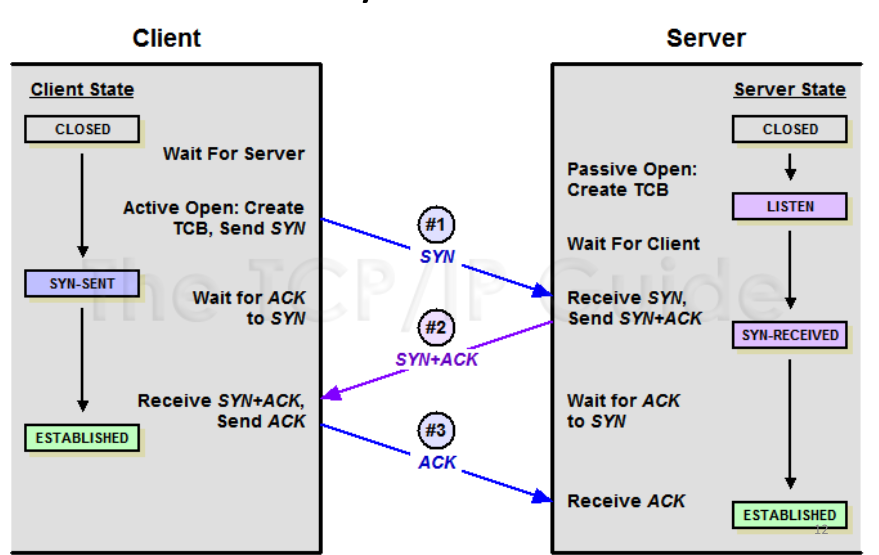 Client
Server
Client State
CLOSED
Wait For Server
Active Open: Create
TCB, Send SYN
SYN-SENT
Wait for ACK
to SYN
Receive SYN+ACK,
Send ACK
ESTABLISHED
#1
SYN
#2
SYN+ACK
#3
ACK
Server State
CLOSED
Passive Open:
Create TCB
LISTEN
Wait For Client
Receive SYN,
Send SYN+ACK
SYN-RECEIVED
Wait for ACK
to SYN
Receive ACK
ESTABLISHED
12
The TCP/IP Guide